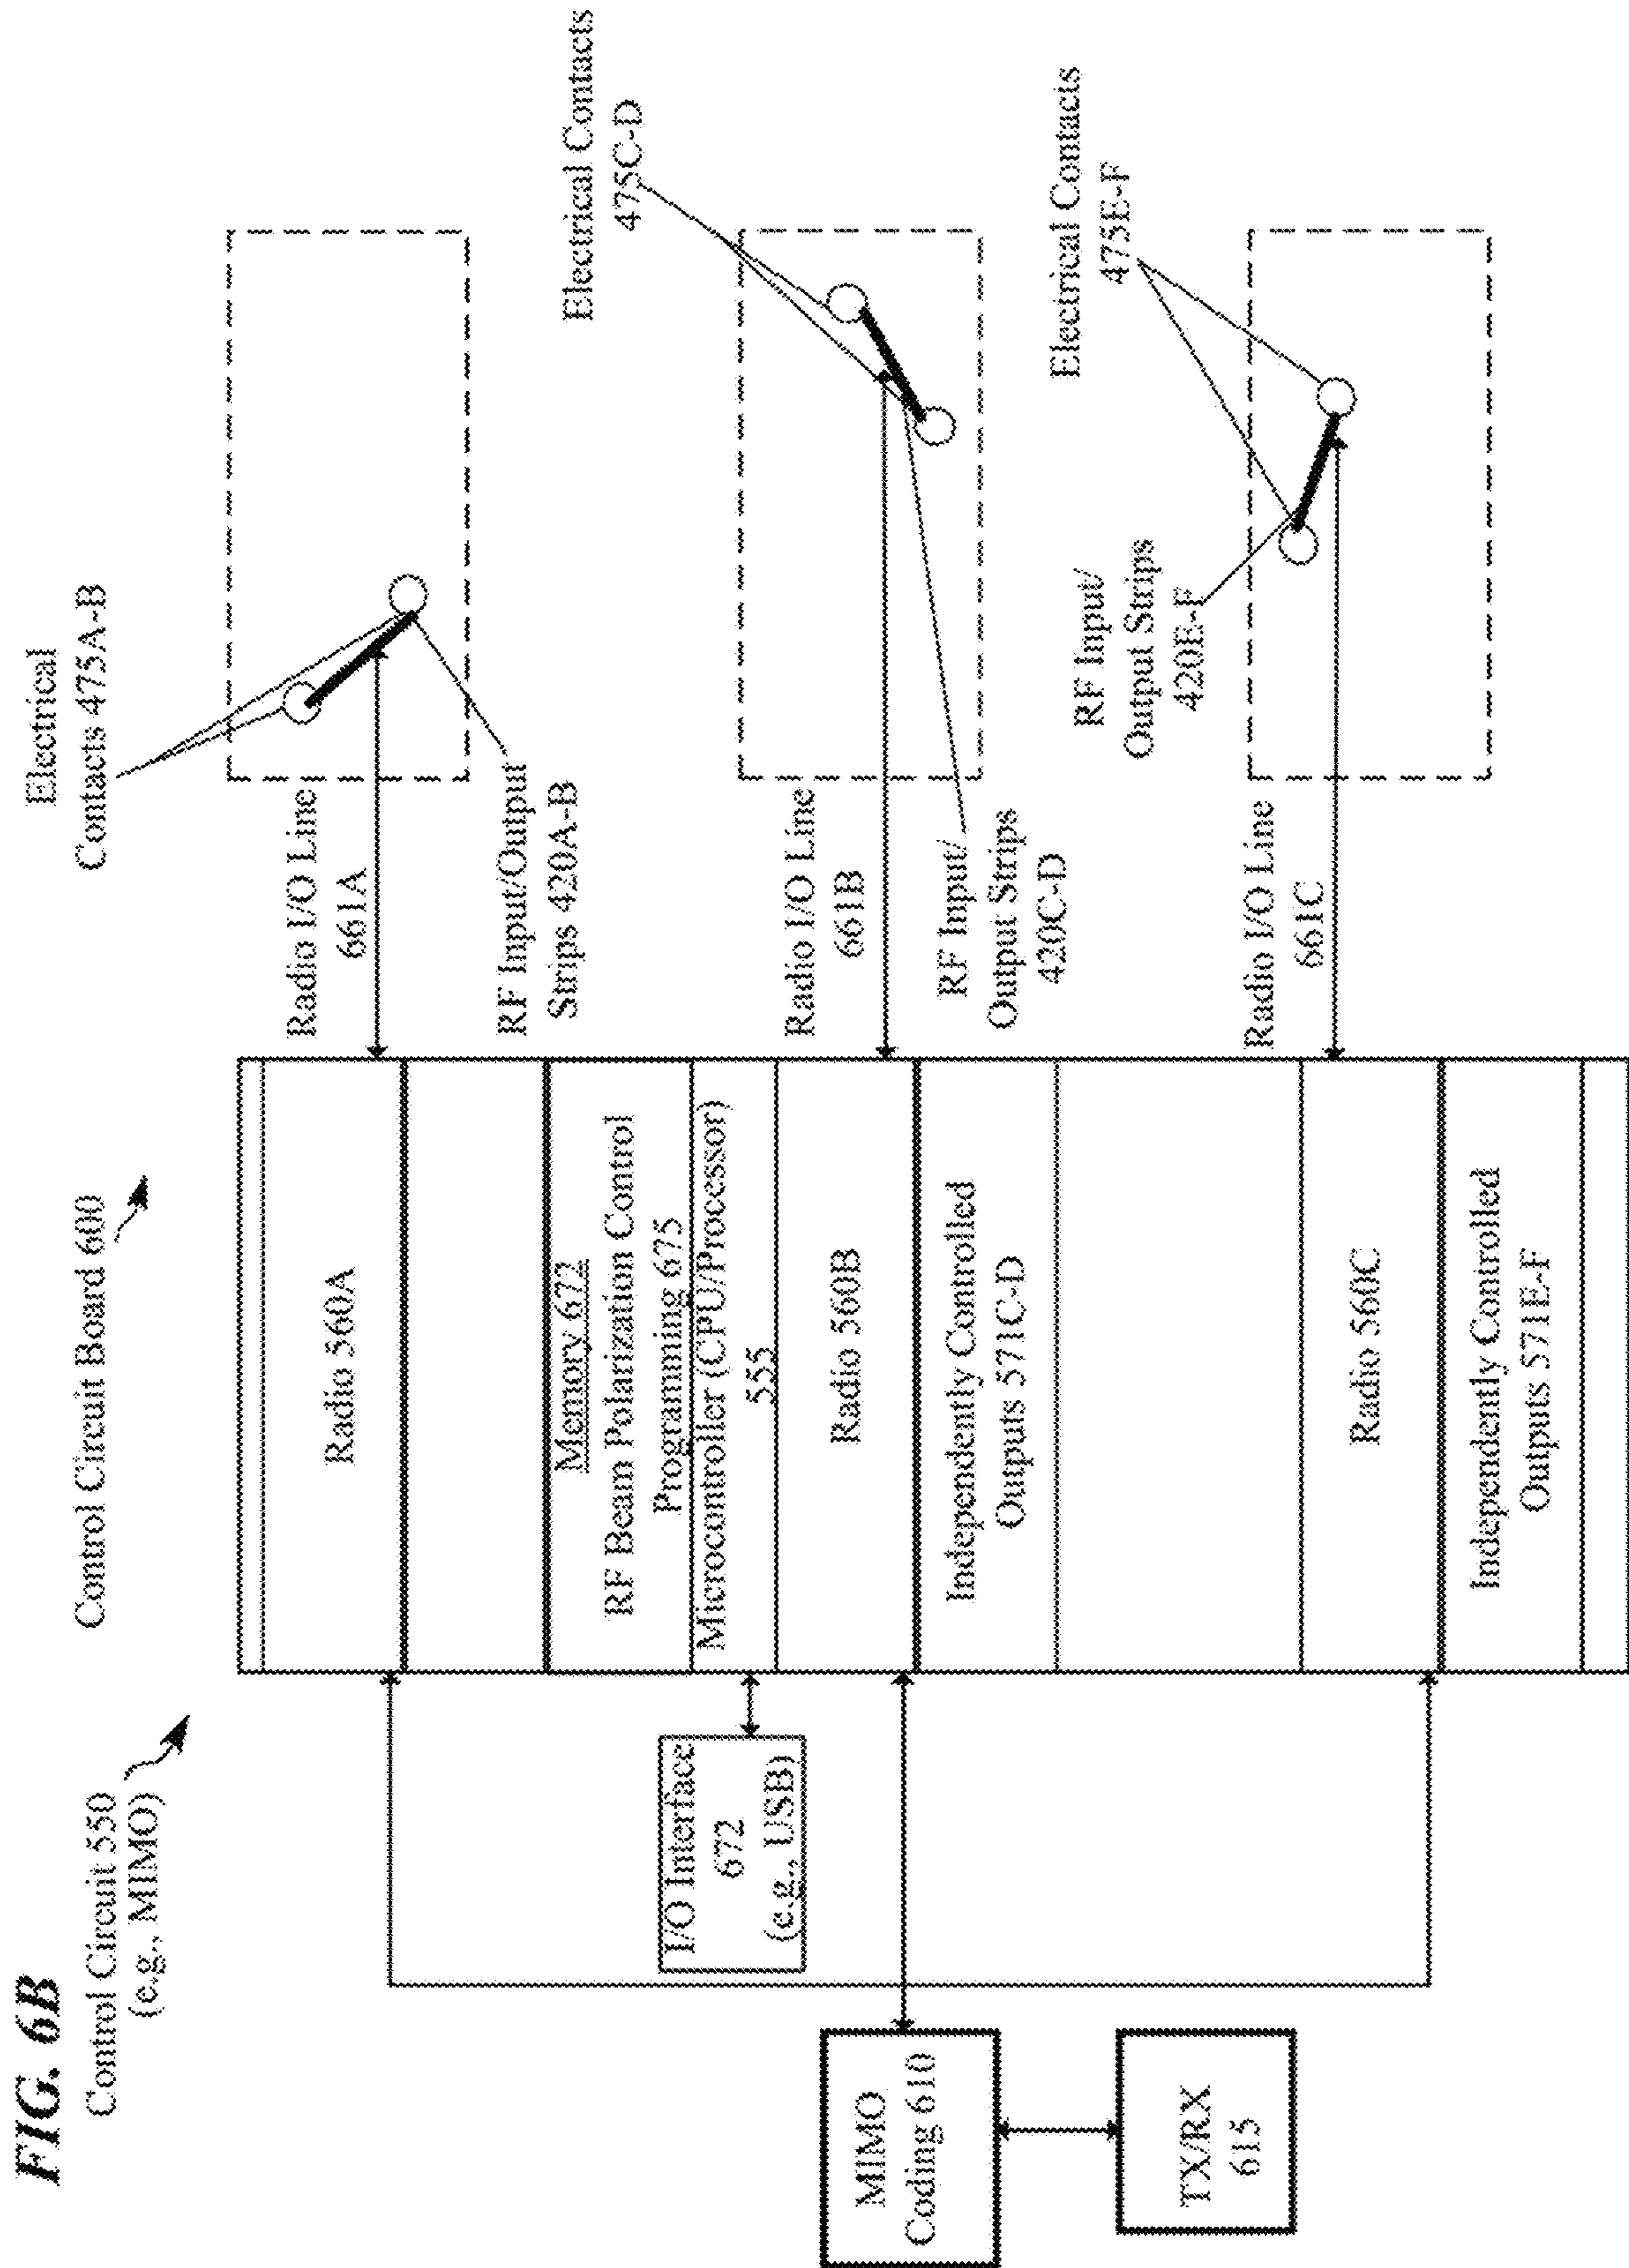 FIG. 6B
Control Circuit 550
(e.g., MIMO)
Control Circuit Board 600
Electrical
Contacts 475A-B
Radio 560A
Radio I/O Line
661A
RF Input/Output
Strips 420A-B
Memory 672
RF Beam Polarization Control
Programming 675
Microcontroller (CPU/Processor)
555
I/O Interface
672
(e.g., USB)
Electrical Contacts
475C-D
Radio 560B
Radio I/O Line
661B
RF Input/
Output Strips
420C-D
Independently Controlled
Outputs 571C-D
MIMO
Coding 610
TX/RX
615
Electrical Contacts
475E-F
RF Input/
Output Strips
420E-F
Radio I/O Line
661C
Radio 560C
Independently Controlled
Outputs 571E-F